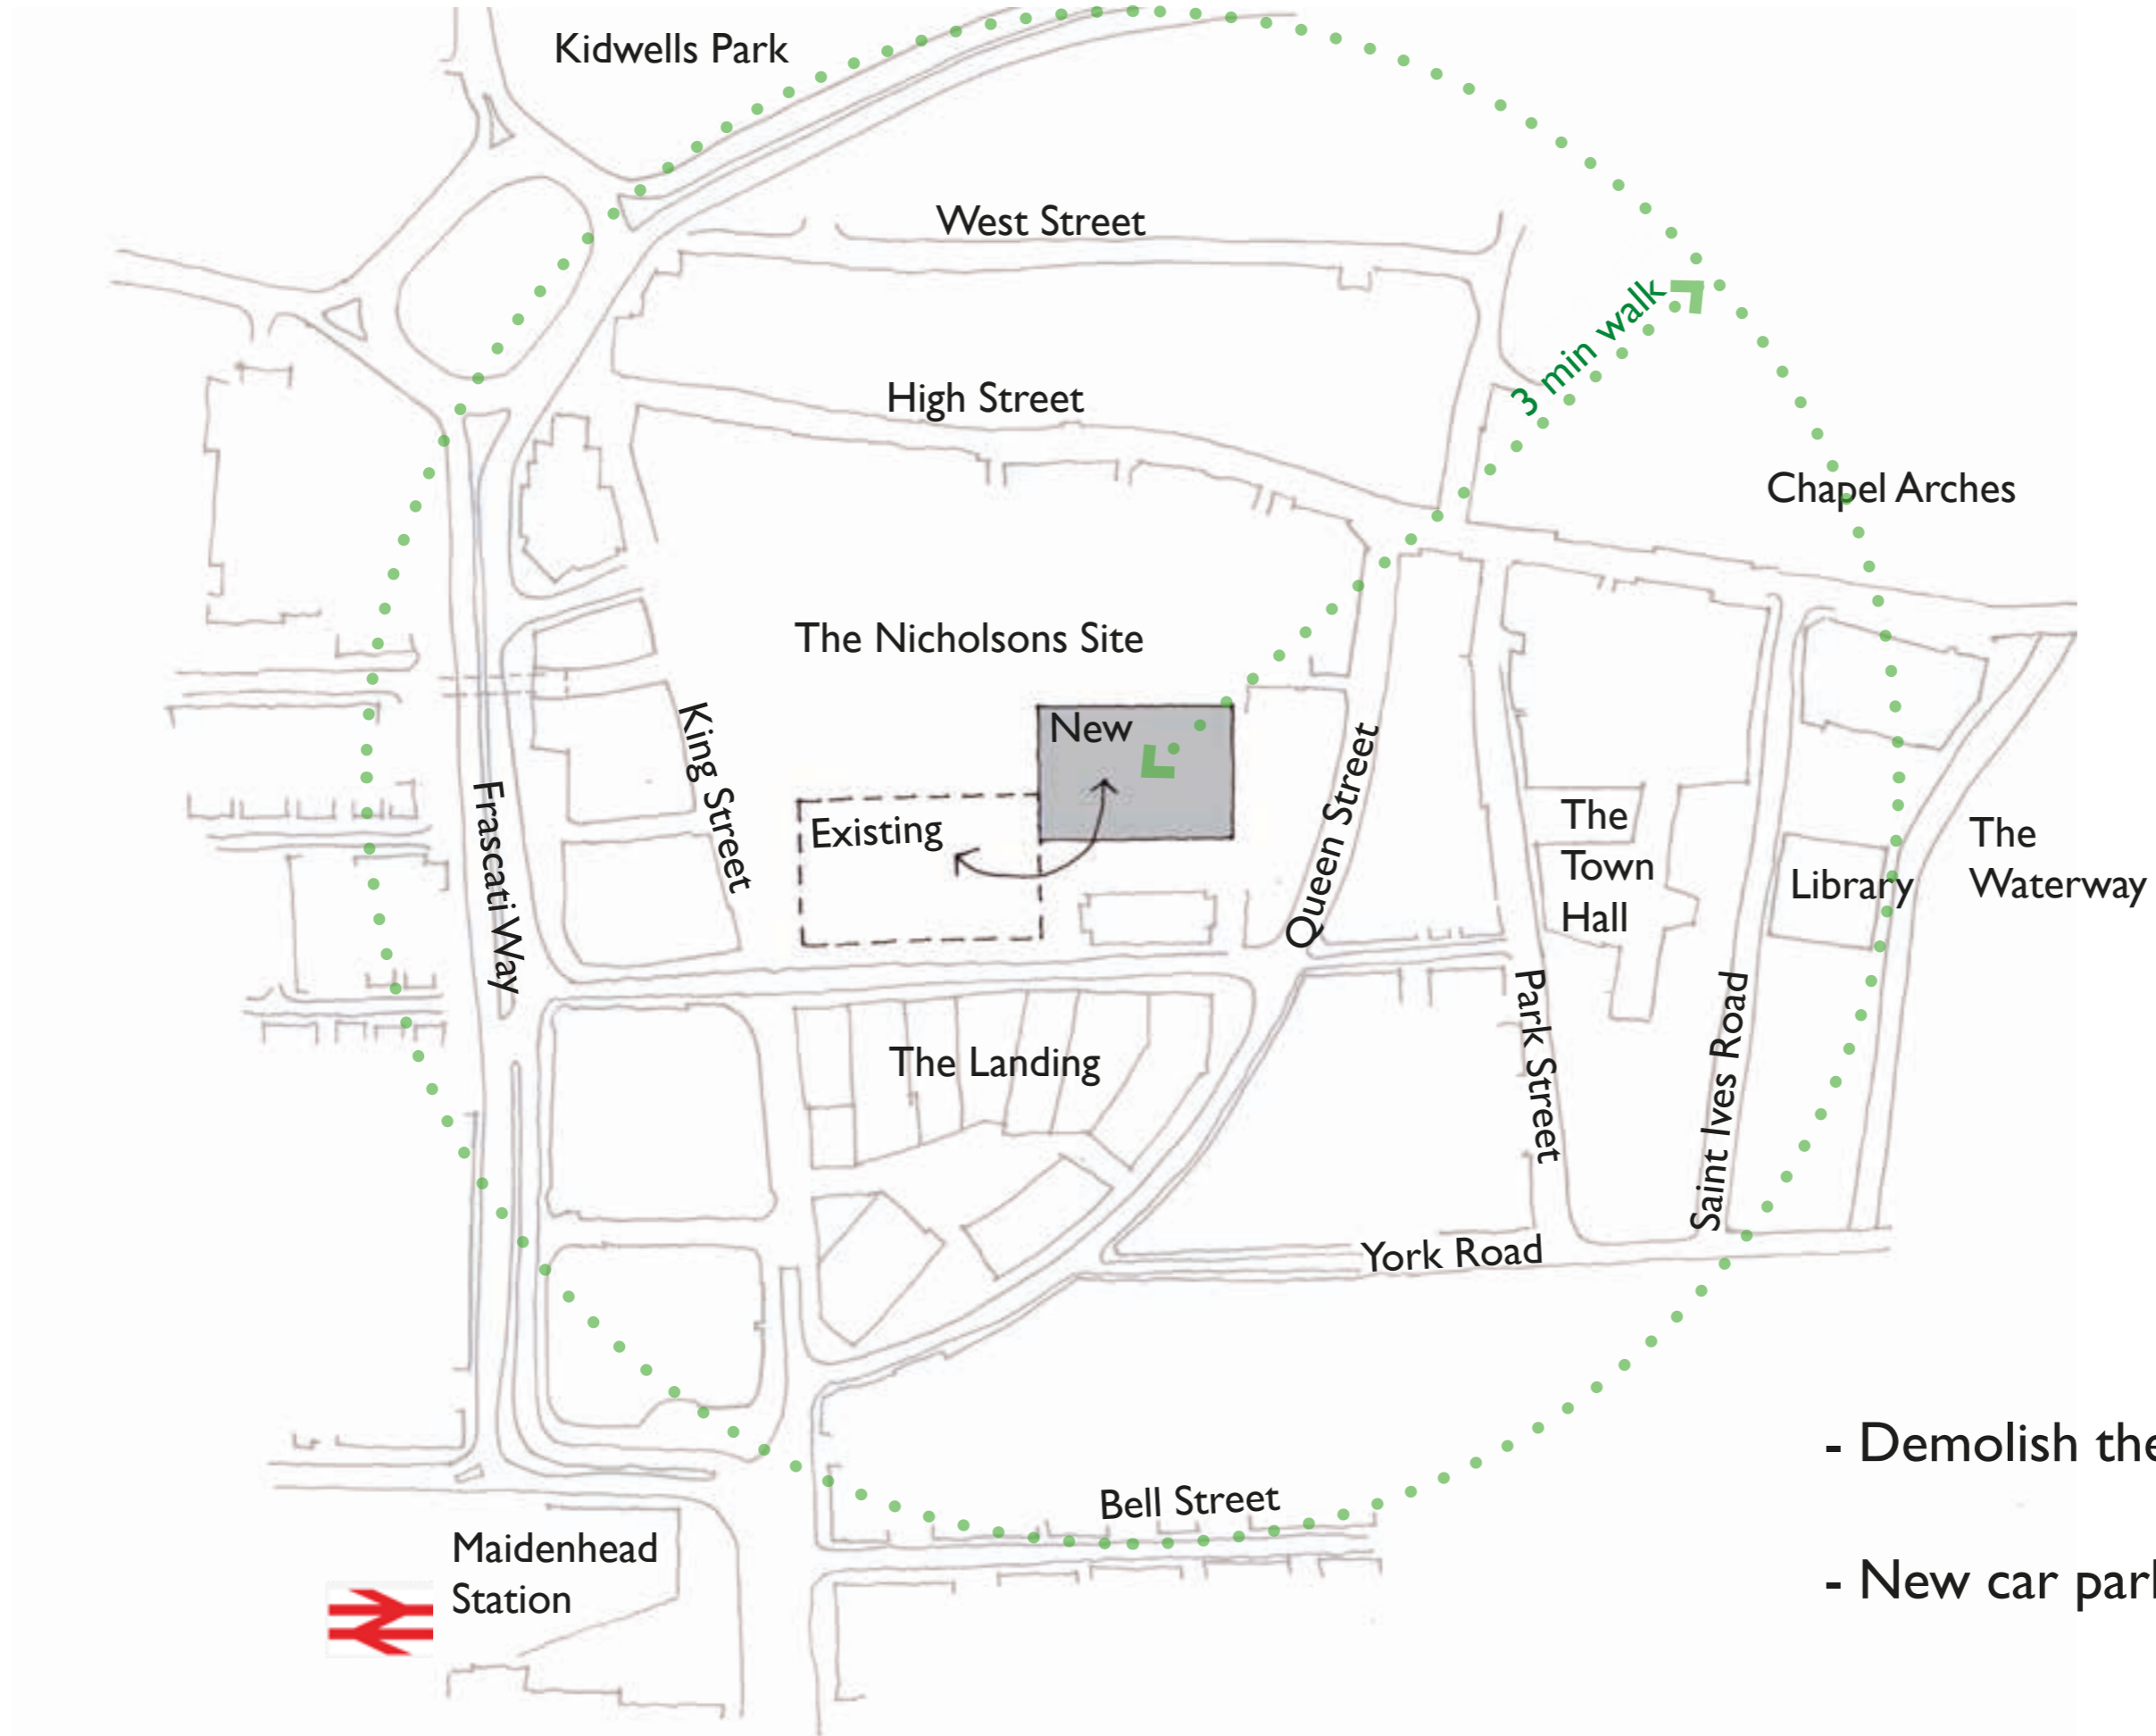 Kidwells Park
West Street
3 min walk
High Street
Chapel Arches
The Nicholsons Site
New
King Street
Existing
Queen Street
Frascati Way
The
Town
Hall
Library
The
Waterway
Park Street
Saint Ives Road
The Landing
York Road
Bell Street
Maidenhead
Station
- Demolish the
- New car par